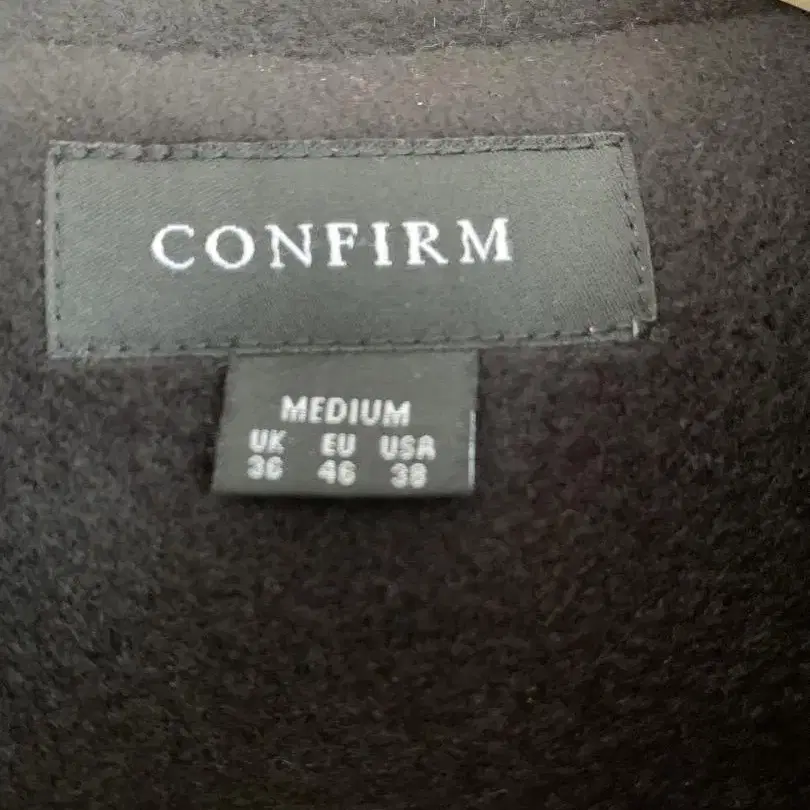 CONFIRM
MEDIUM
UK EU USA
36 46 38